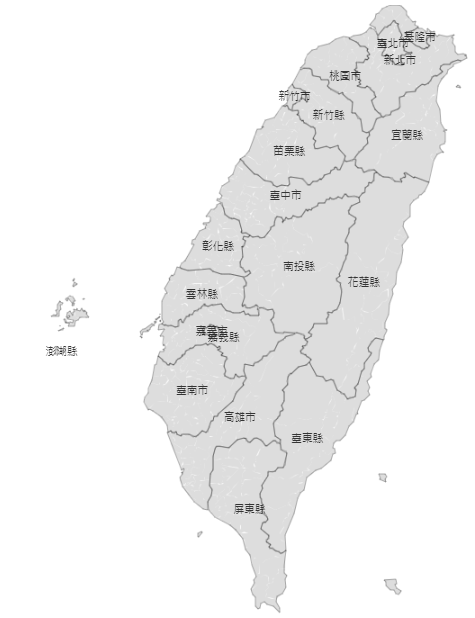 基隆市
臺北市
新北市
桃園市
新竹市
新竹縣
宜蘭縣
苗栗縣
臺中市
彰化縣
南投縣
花蓮縣
雲林縣
嘉義市
嘉義縣
澎湖縣
臺南市
高雄市
臺東縣
屏東縣